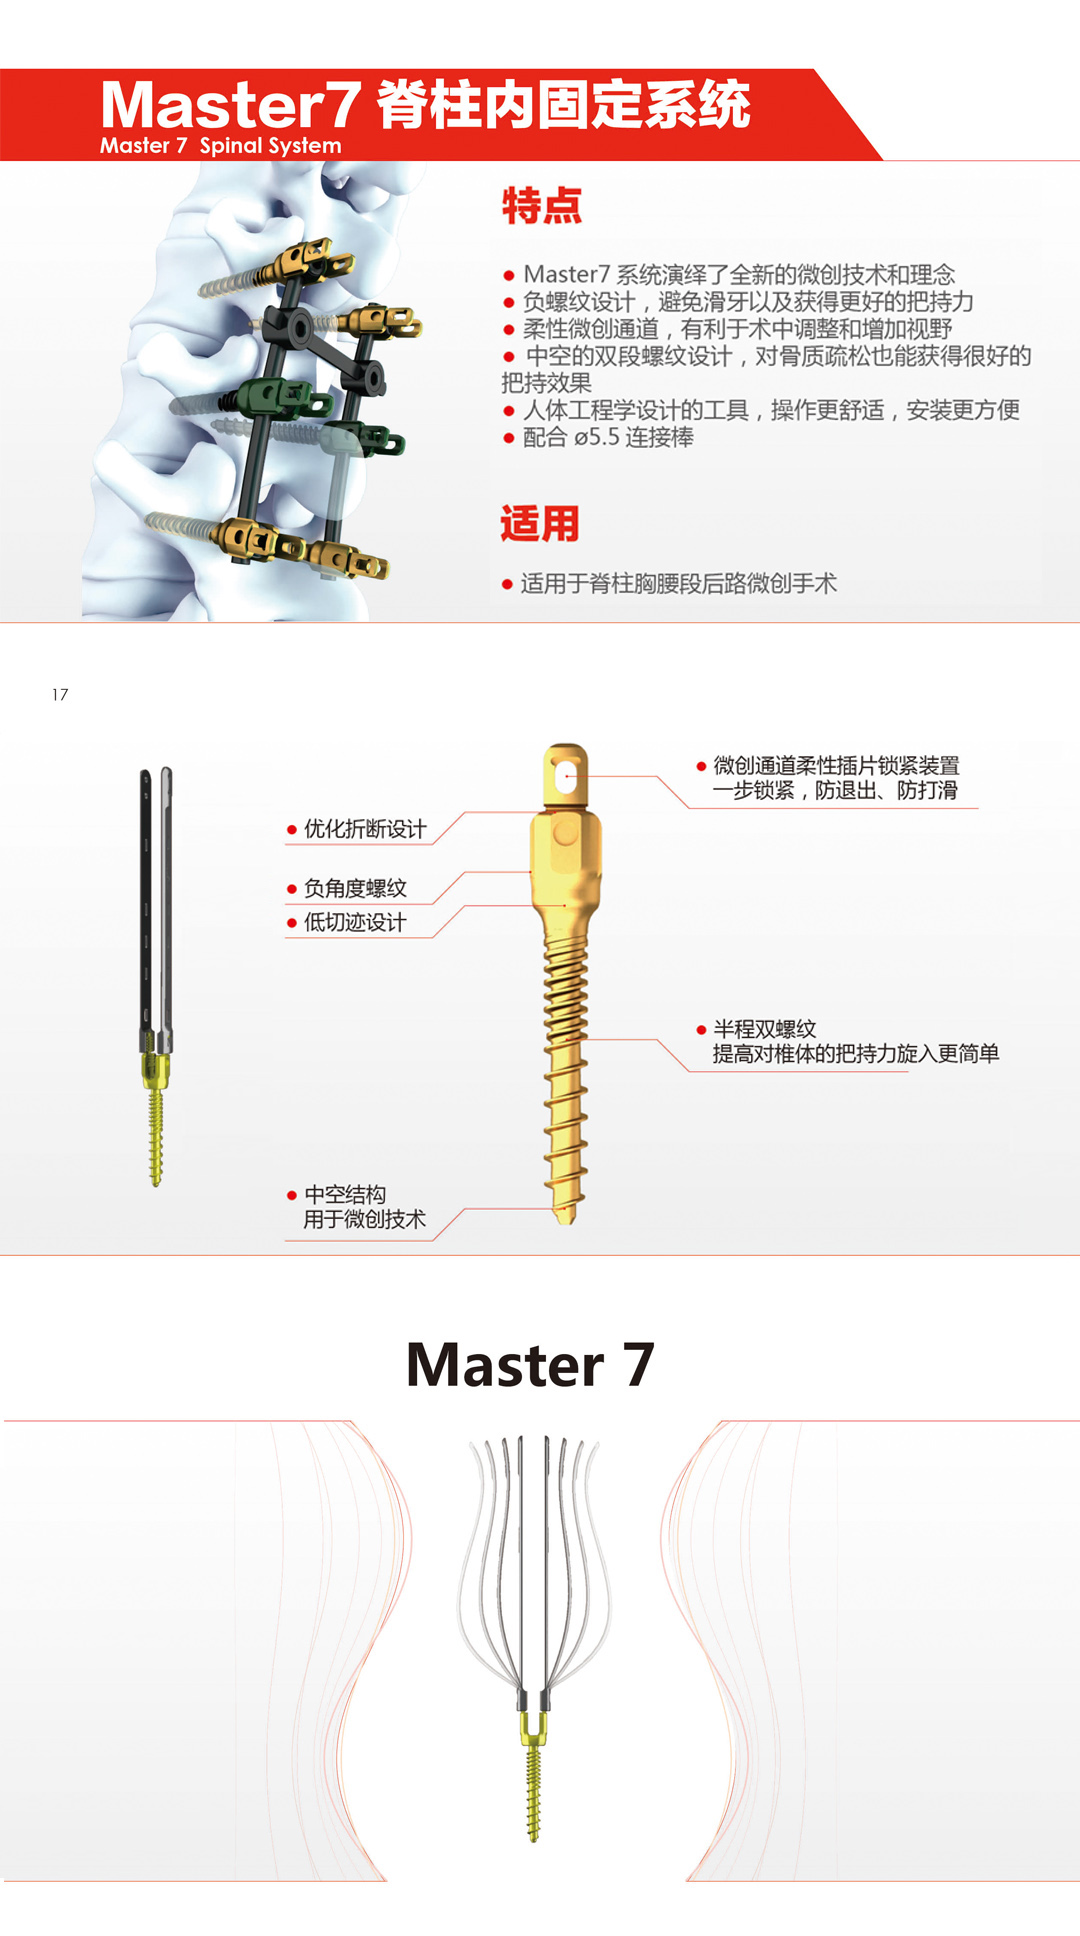 Master7 脊柱内固定系统
Master 7 Spinal System
特点
● Master7 系统演绎了全新的微创技术和理念
● 负螺纹设计，避免滑牙以及获得更好的把持力
● 柔性微创通道，有利于术中调整和增加视野
● 中空的双段螺纹设计，对骨质疏松也能获得很好的
把持效果
● 人体工程学设计的工具，操作更舒适，安装更方便
● 配合 ø5.5 连接棒
适用
● 适用于脊柱胸腰段后路微创手术
17
● 微创通道柔性插片锁紧装置
一步锁紧，防退出、防打滑
● 优化折断设计
● 负角度螺纹
● 低切迹设计
● 半程双螺纹
提高对椎体的把持力旋入更简单
● 中空结构
用于微创技术
Master 7